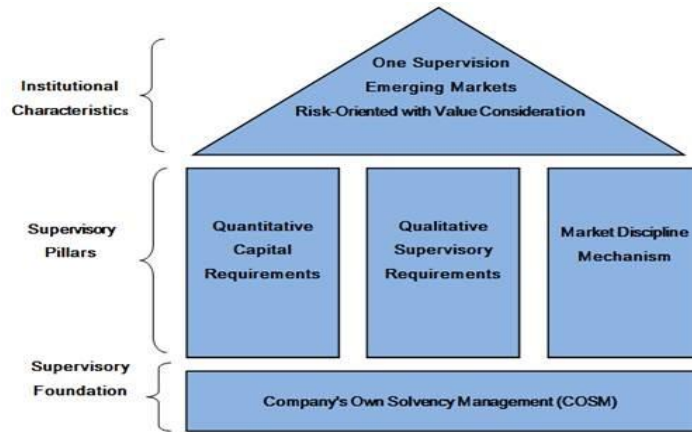 Institutional
Characteristics
One Supervision
Emerging Markets
Risk-Oriented with Value Consideration
Supervisory
Pillars
Quantitative
Capital
Requirements
Qualitative
Supervisory
Requirements
Market Discipline
Mechanism
Supervisory
Foundation
Company's Own Solvency Management (COSM)